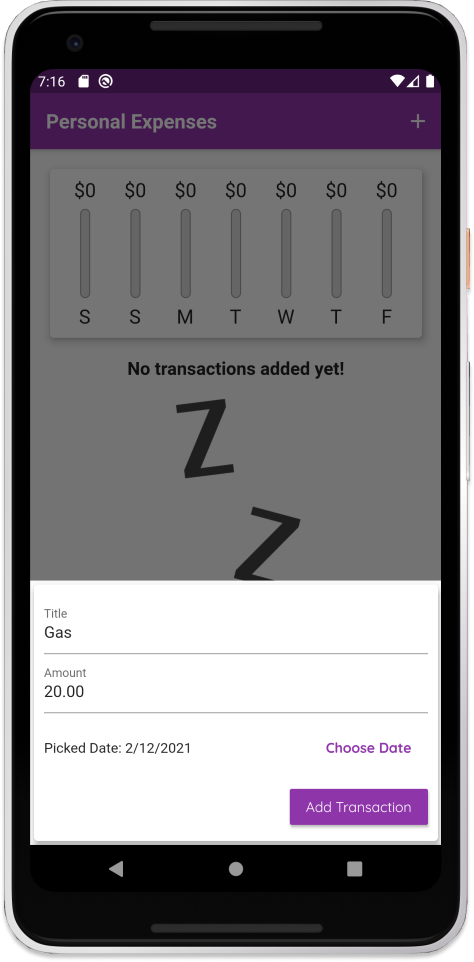 7:16
Personal Expenses +
$0 $0 $0 $0 $0 $0 $0
S S M T W T F
No transactions added yet!
Z
Z
Title
Gas
Amount
20.00
Picked Date: 2/12/2021 Choose Date
Add Transaction